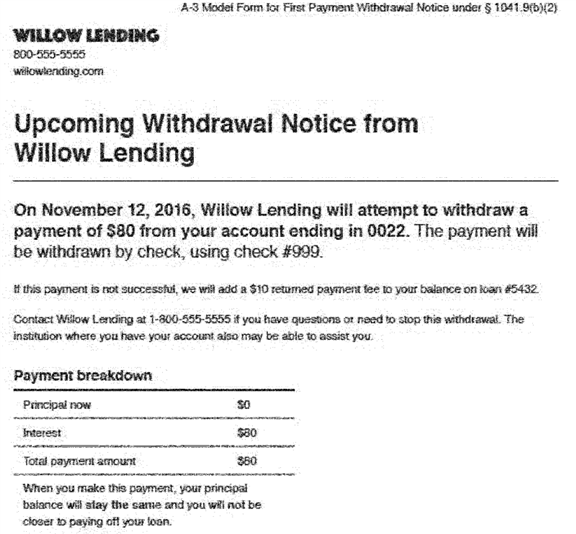 A-3 Model Form for First Payment Withdrawal Notice under § 1041.9(b)(2)
WILLOW LENDING
800-555-5555
willowlending.com
Upcoming Withdrawal Notice from
Willow Lending
On November 12, 2016, Willow Lending will attempt to withdraw a
payment of $80 from your account ending in 0022. The payment will
be withdrawn by check, using check #999.
If this payment is not successful, we will add a $10 returned payment fee to your balance on loan #5432.
Contact Willow Lending at 1-800-555-5555 if you have questions or need to stop this withdrawal. The
institution where you have your account also may be able to assist you.
Payment breakdown
Principal now $0
Interest $80
Total payment amount $80
When you make this payment, your principal
balance will stay the same and you will not be
closer to paying off your loan.